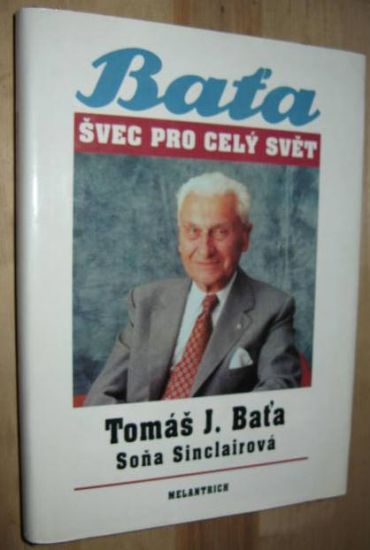 Baťa
ŠVEC PRO CELÝ SVĚT
Tomáš J. Baťa
Soňa Sinclairová
MELANTRICH